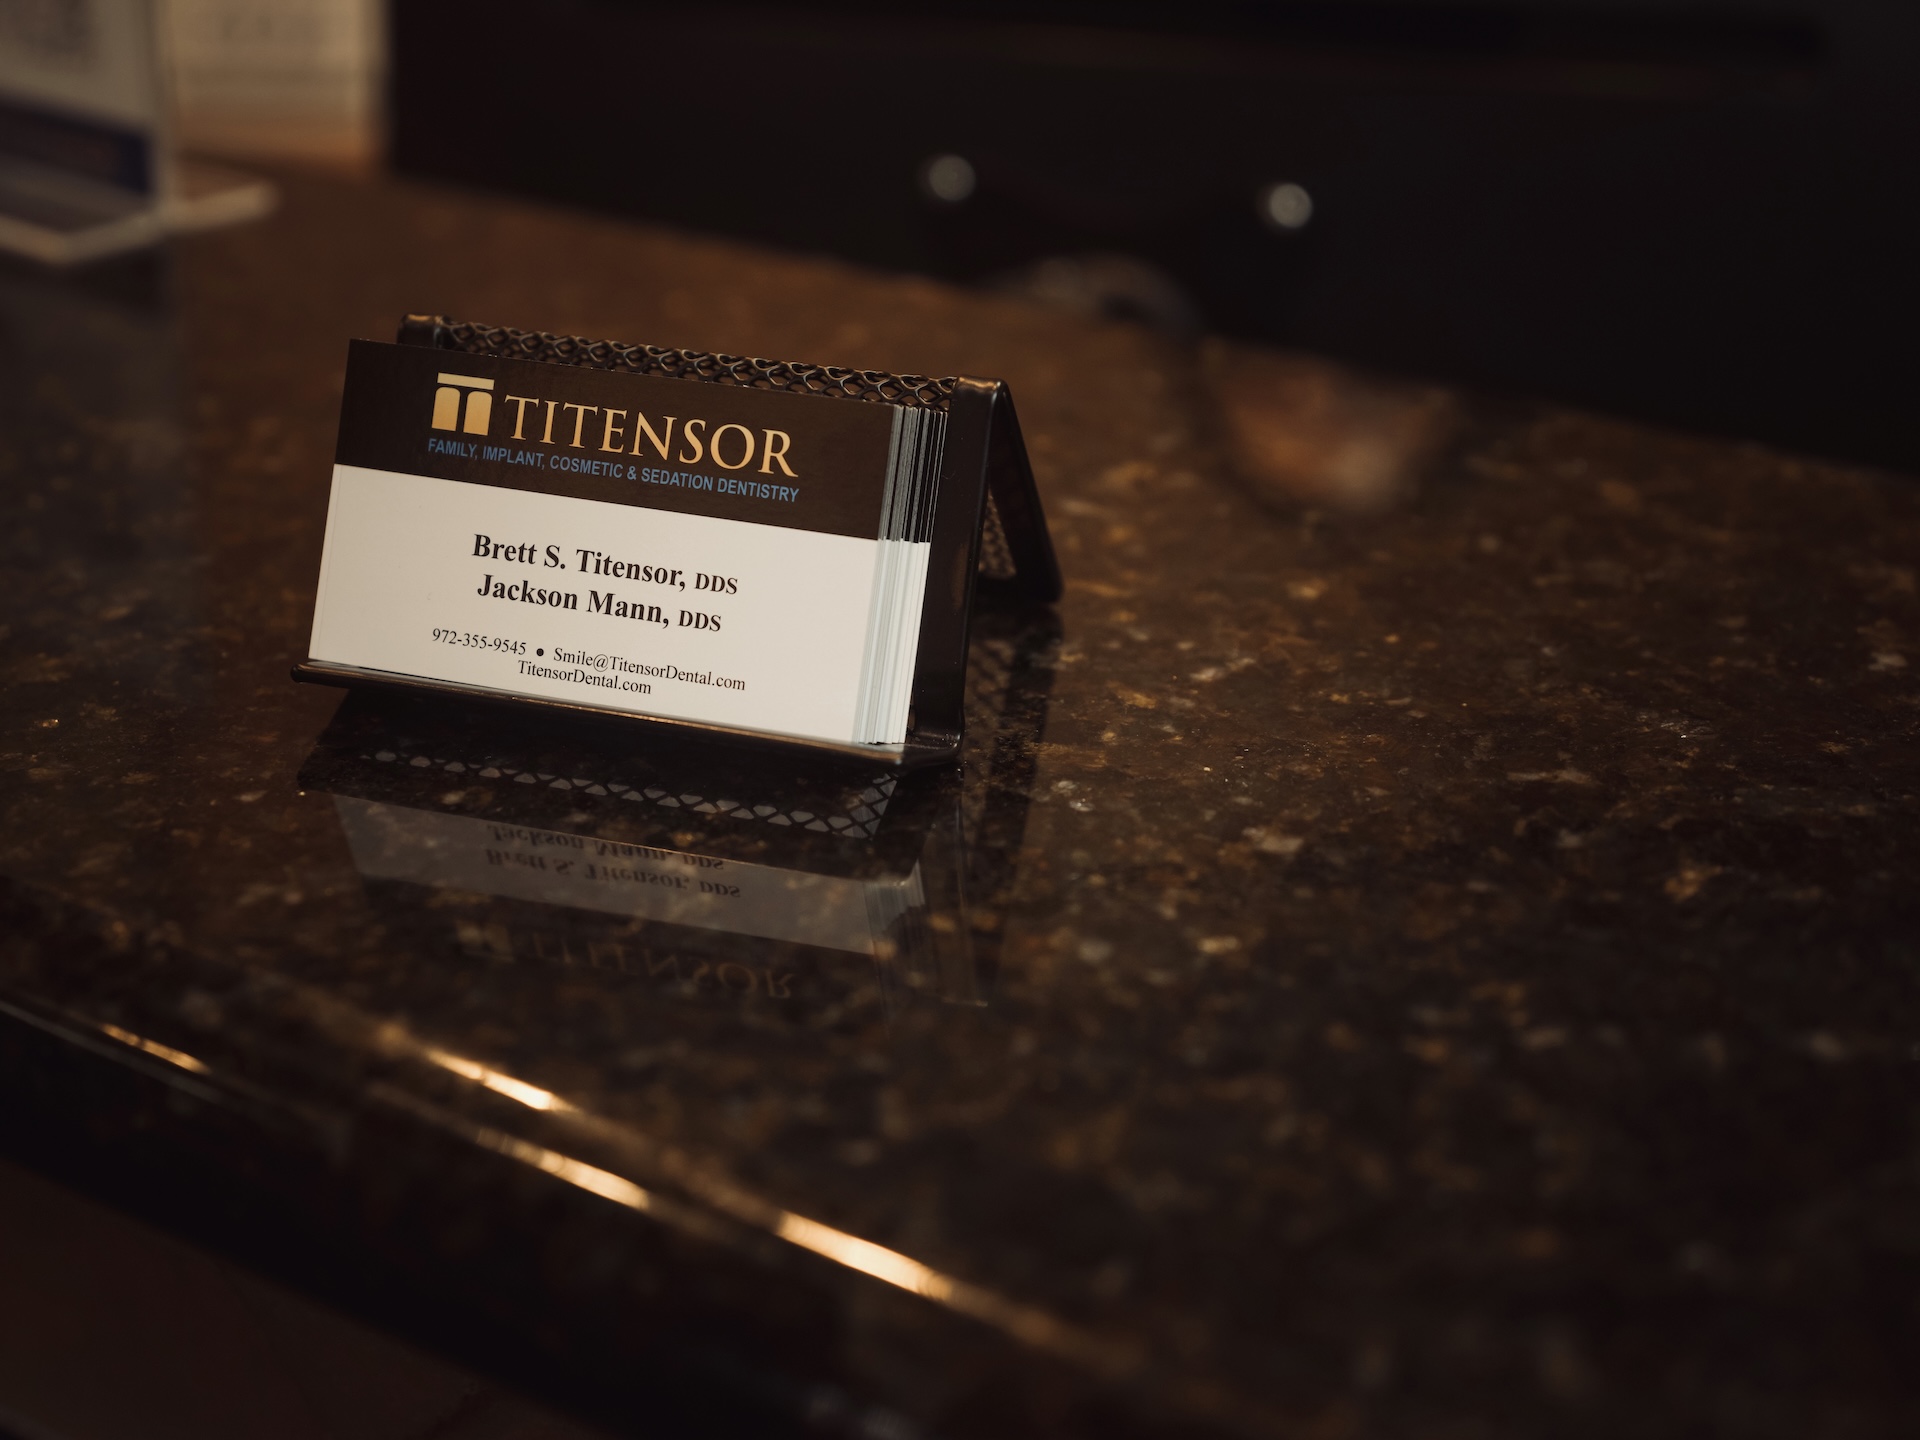 TITENSOR
FAMILY, IMPLANT, COSMETIC & SEDATION DENTISTRY
Brett S. Titensor, DDS
Jackson Mann, DDS
972-355-9545 ● Smile@TitensorDental.com
TitensorDental.com